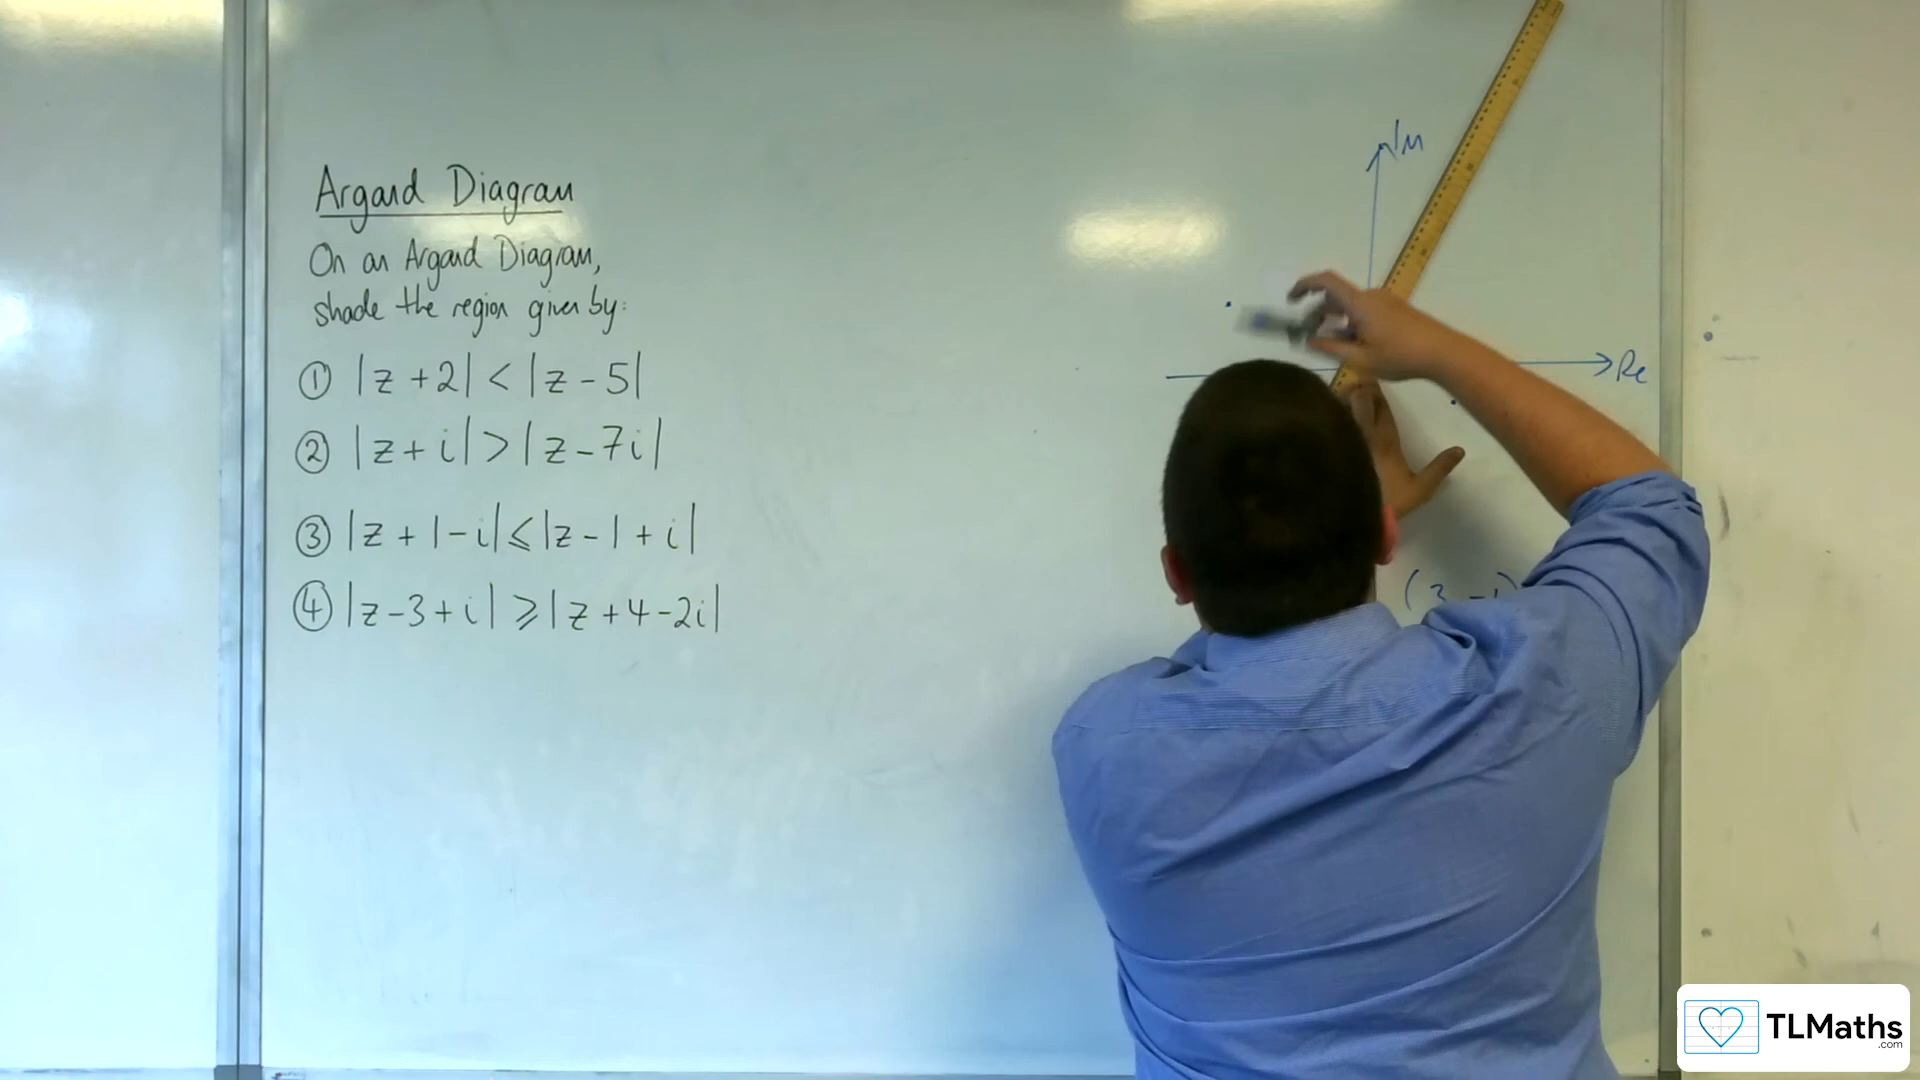 Argand Diagram
On an Argand Diagram,
shade the region given by:
① |z + 2| < |z - 5|
② |z + i| > |z - 7i|
③ |z + 1 - i| ⩽ |z - 1 + i|
④ |z - 3 + i| ⩾ |z + 4 - 2i|
Im
Re
(3, -1)
TLMaths
.com